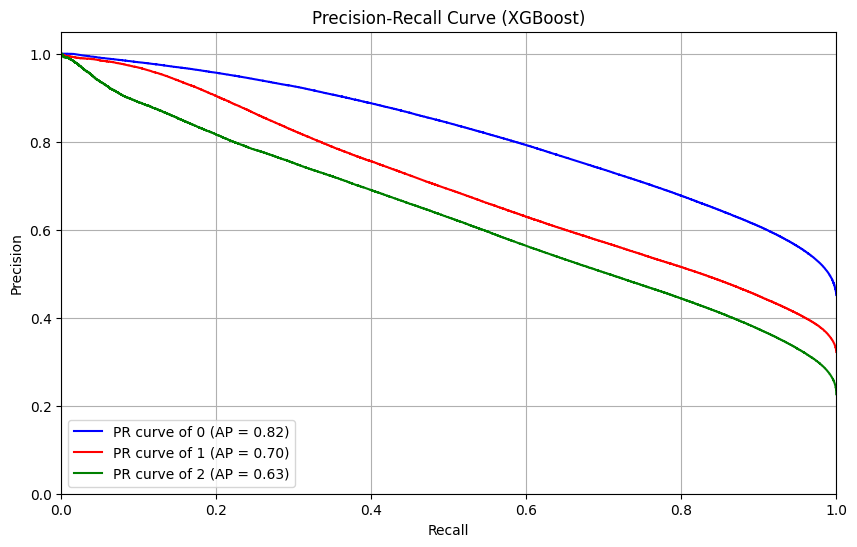 Precision-Recall Curve (XGBoost)
1.0
0.8
0.6
0.4
0.2
0.0
Precision
PR curve of 0 (AP = 0.82)
PR curve of 1 (AP = 0.70)
PR curve of 2 (AP = 0.63)
0.0 0.2 0.4 0.6 0.8 1.0
Recall